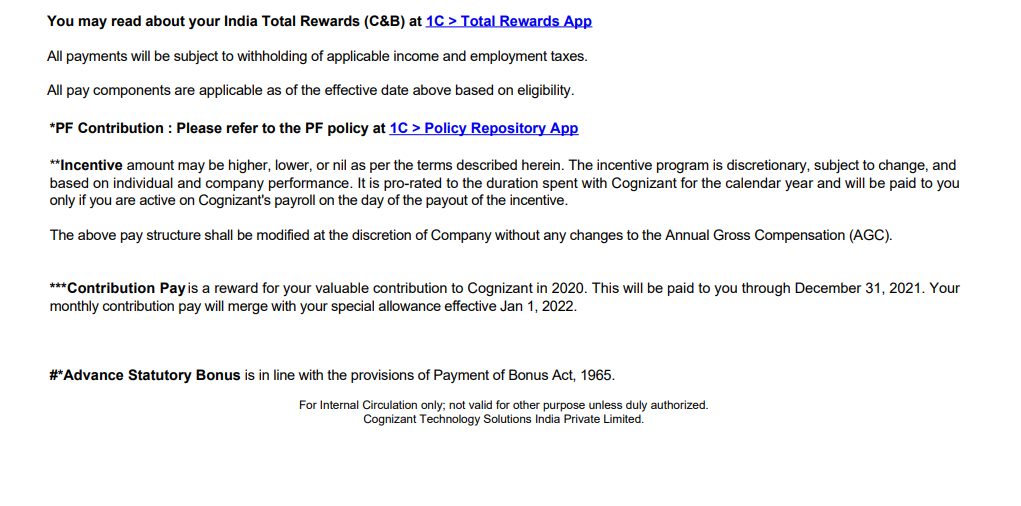 You may read about your India Total Rewards (C&B) at 1C > Total Rewards App
All payments will be subject to withholding of applicable income and employment taxes.
All pay components are applicable as of the effective date above based on eligibility.
*PF Contribution : Please refer to the PF policy at 1C > Policy Repository App
**Incentive amount may be higher, lower, or nil as per the terms described herein. The incentive program is discretionary, subject to change, and
based on individual and company performance. It is pro-rated to the duration spent with Cognizant for the calendar year and will be paid to you
only if you are active on Cognizant's payroll on the day of the payout of the incentive.
The above pay structure shall be modified at the discretion of Company without any changes to the Annual Gross Compensation (AGC).
***Contribution Pay is a reward for your valuable contribution to Cognizant in 2020. This will be paid to you through December 31, 2021. Your
monthly contribution pay will merge with your special allowance effective Jan 1, 2022.
#*Advance Statutory Bonus is in line with the provisions of Payment of Bonus Act, 1965.
For Internal Circulation only; not valid for other purpose unless duly authorized.
Cognizant Technology Solutions India Private Limited.